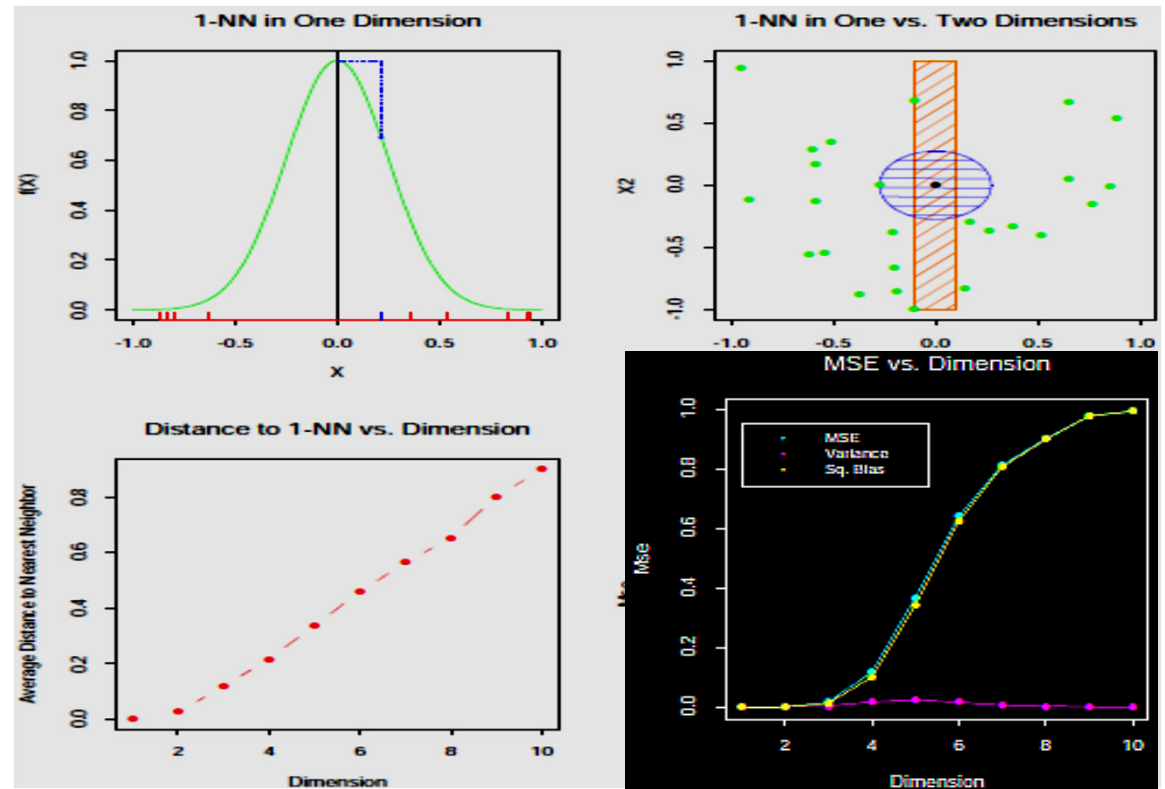 1-NN in One Dimension
f(X)
0.0 0.2 0.4 0.6 0.8 1.0
-1.0 -0.5 0.0 0.5 1.0
X
1-NN in One vs. Two Dimensions
X2
-1.0 -0.5 0.0 0.5 1.0
-1.0 -0.5 0.0 0.5 1.0
Distance to 1-NN vs. Dimension
Average Distance to Nearest Neighbor
0.0 0.2 0.4 0.6 0.8
2 4 6 8 10
Dimension
MSE vs. Dimension
MSE
Variance
Sq. Bias
Mse
0.0 0.2 0.4 0.6 0.8 1.0
2 4 6 8 10
Dimension